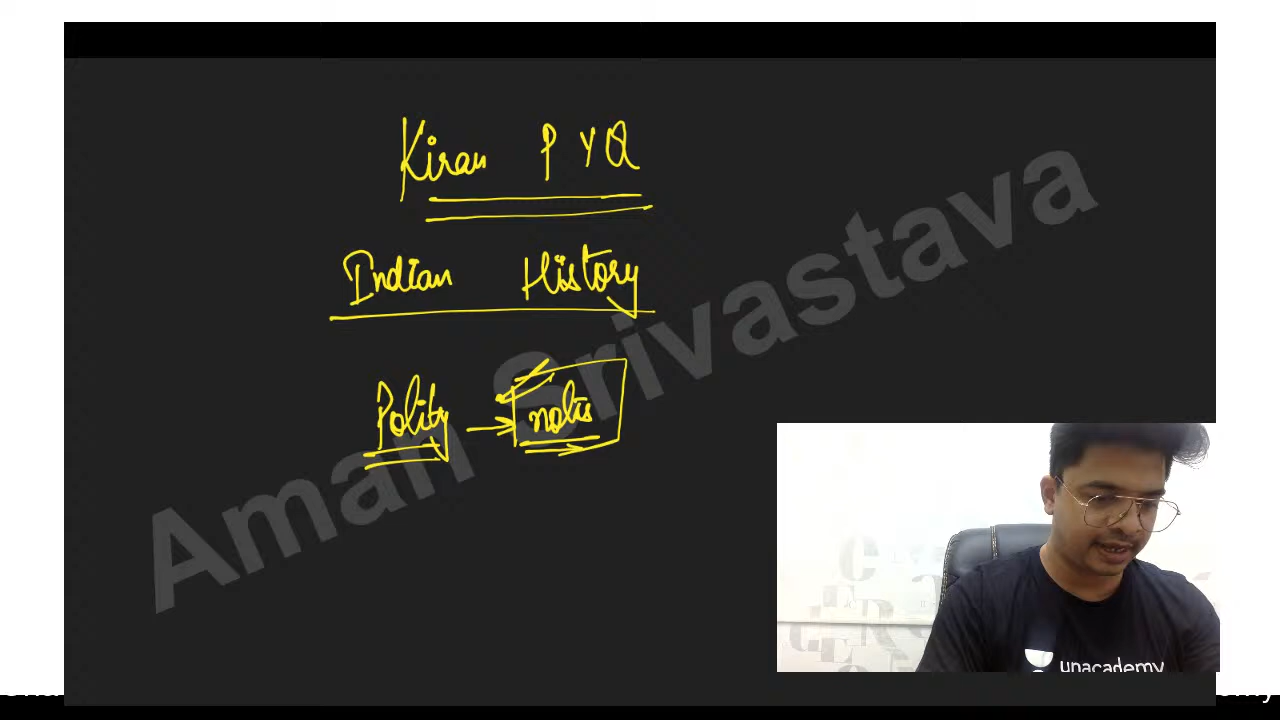 Kiran PYQ
Indian History
Polity → notes
Aman Srivastava
unacademy